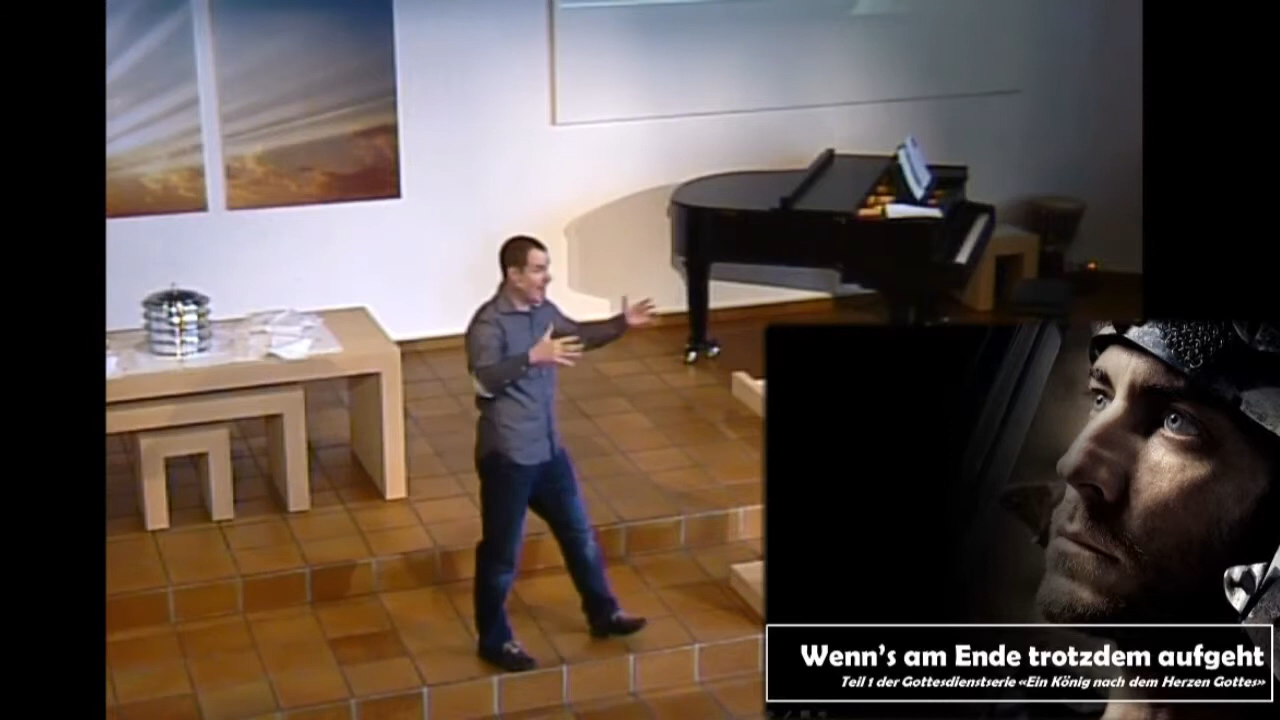 Wenn's am Ende trotzdem aufgeht
Teil 1 der Gottesdienstserie «Ein König nach dem Herzen Gottes»